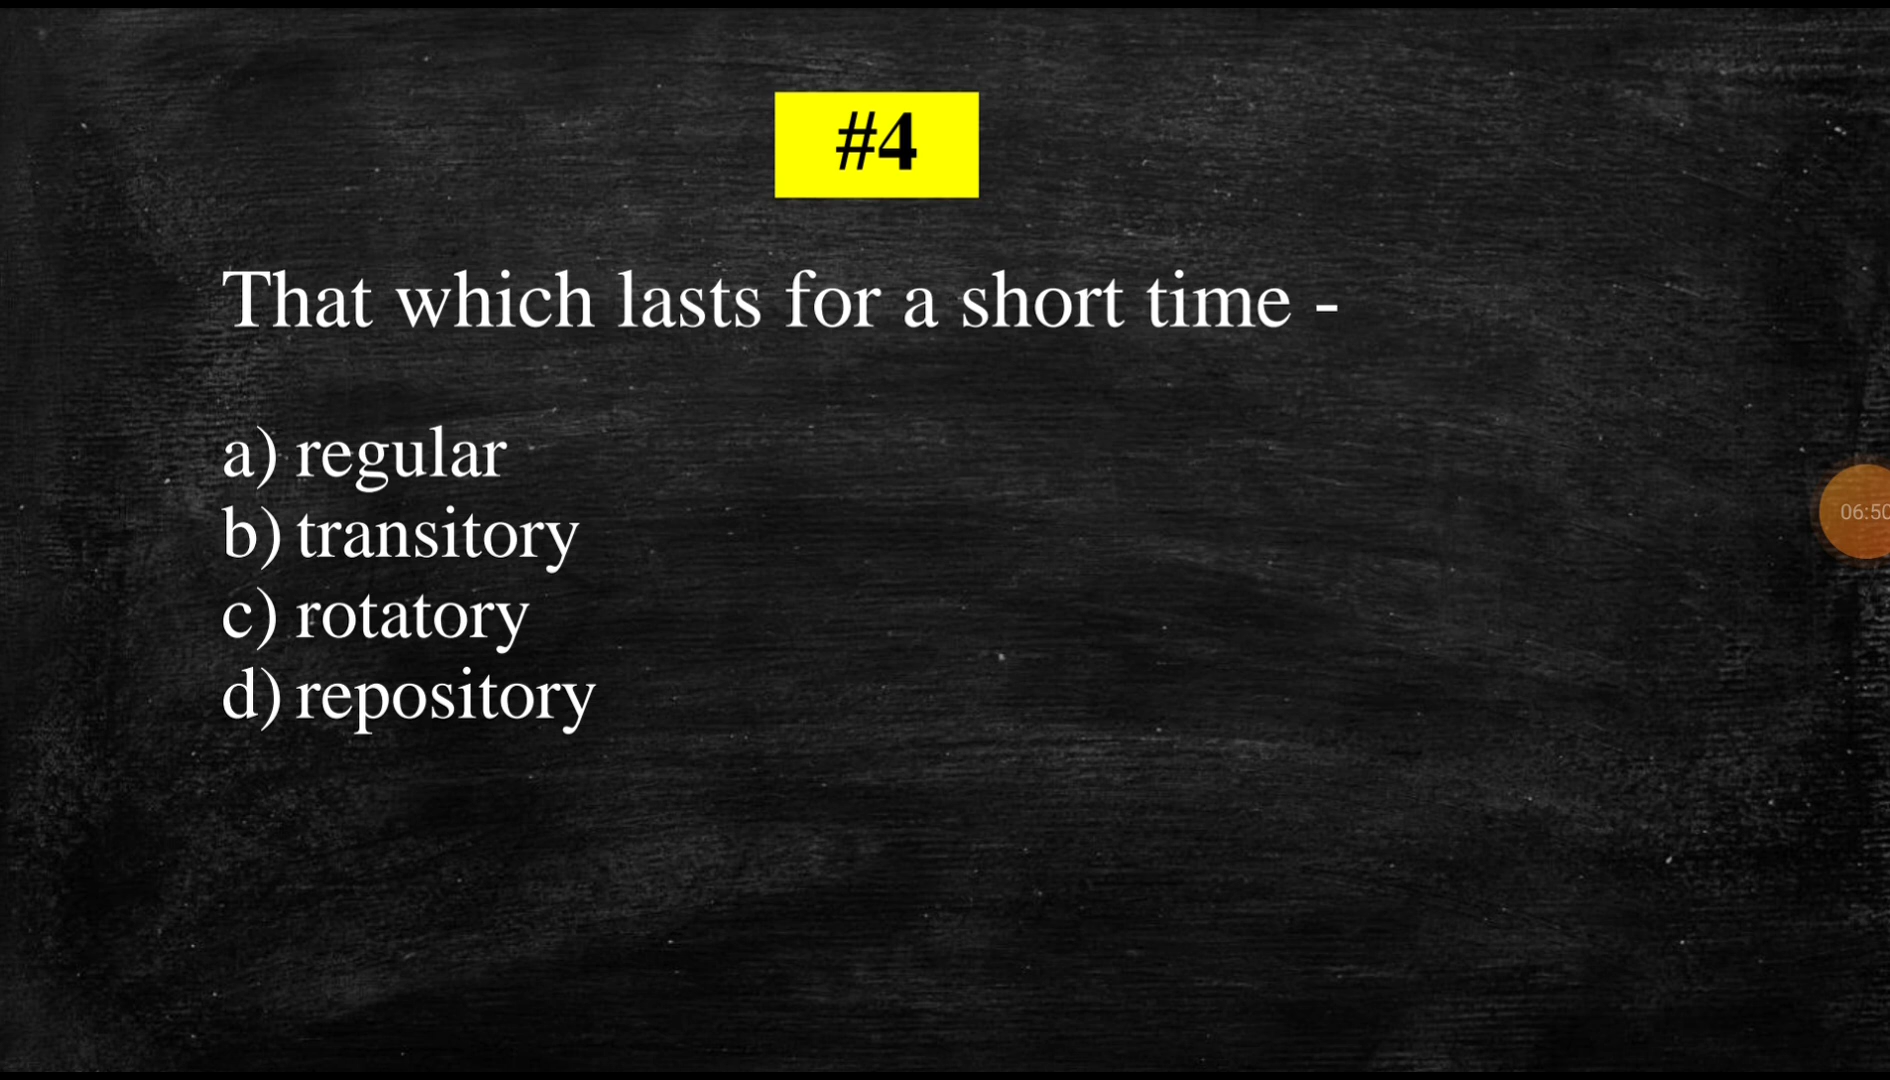 #4
That which lasts for a short time -
a) regular
b) transitory
c) rotatory
d) repository
06:50